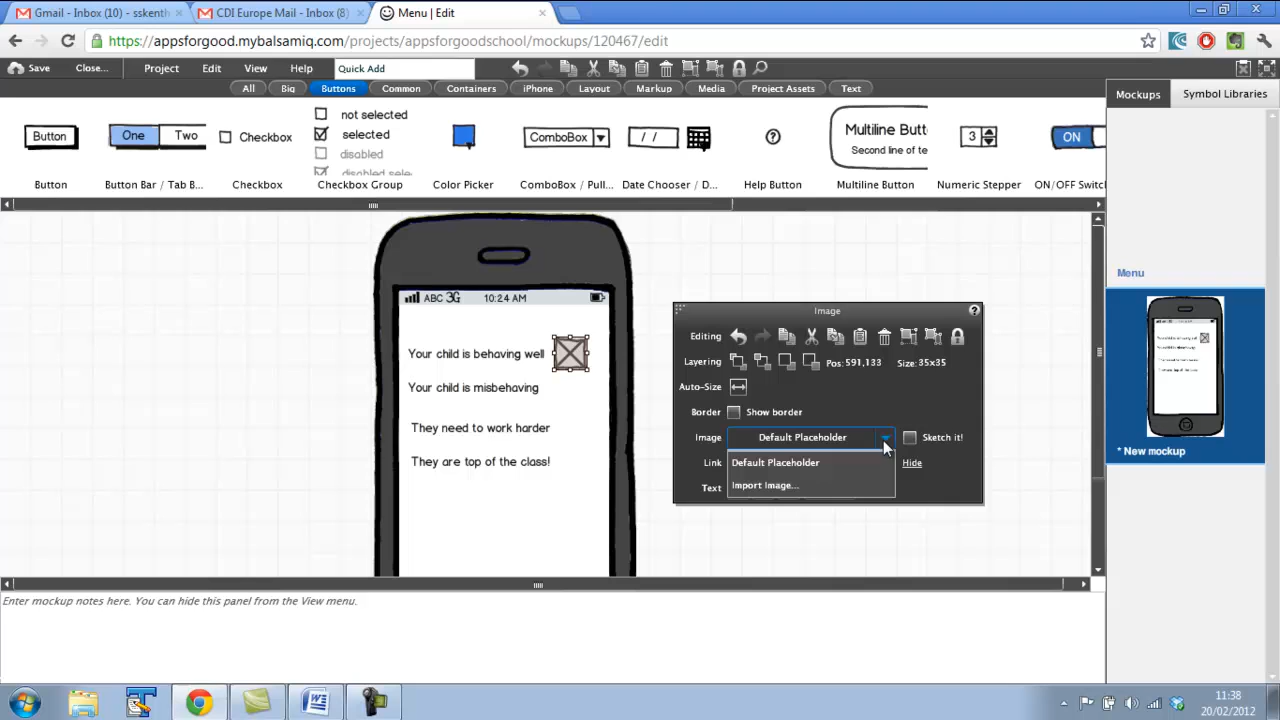 Gmail - Inbox (10) - sskenth
CDI Europe Mail - Inbox (8)
Menu | Edit
https://appsforgood.mybalsamiq.com/projects/appsforgoodschool/mockups/120467/edit
Save Close... Project Edit View Help Quick Add
All Big Buttons Common Containers iPhone Layout Markup Media Project Assets Text
Mockups Symbol Libraries
Button
One Two
Checkbox
not selected
selected
disabled
disabled sele
ComboBox
/ /
?
Multiline Butt
Second line of te
3
ON
Button
Button Bar / Tab B...
Checkbox
Checkbox Group
Color Picker
ComboBox / Pull...
Date Chooser / D...
Help Button
Multiline Button
Numeric Stepper
ON/OFF Switch
ABC 3G 10:24 AM
Your child is behaving well
Your child is misbehaving
They need to work harder
They are top of the class!
Image
?
Editing
Layering Pos:591,133 Size:35x35
Auto-Size
Border Show border
Image Default Placeholder Sketch it!
Link Default Placeholder Hide
Text Import Image...
Menu
* New mockup
Enter mockup notes here. You can hide this panel from the View menu.
11:38
20/02/2012